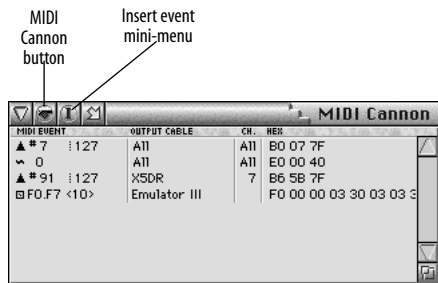 MIDI
Cannon
button
Insert event
mini-menu
MIDI Cannon
MIDI EVENT OUTPUT CABLE CH. HEX
#7 127 All All B0 07 7F
0 All All E0 00 40
#91 127 X5DR 7 B6 5B 7F
F0.F7 <10> Emulator III F0 00 00 03 30 03 03 3